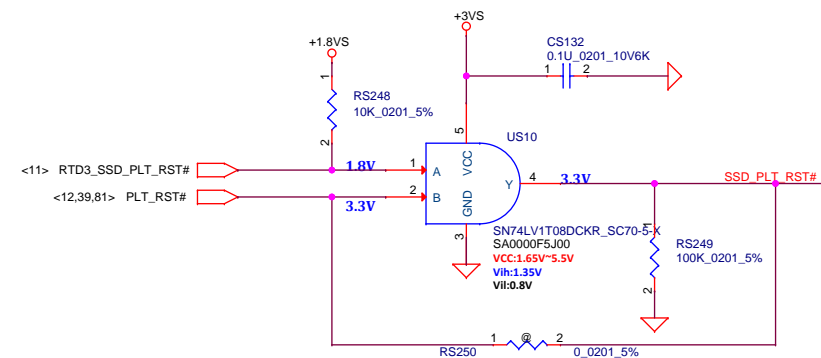 +3VS
+1.8VS
CS132
0.1U_0201_10V6K
1
2
1
RS248
10K_0201_5%
2
5
US10
<11> RTD3_SSD_PLT_RST#
1.8V
1
A
VCC
Y
4
3.3V
SSD_PLT_RST#
<12,39,81> PLT_RST#
3.3V
2
B
GND
3
SN74LV1T08DCKR_SC70-5-X
SA0000F5J00
VCC:1.65V~5.5V
Vih:1.35V
Vil:0.8V
1
RS249
100K_0201_5%
2
RS250
1
@
2
0_0201_5%